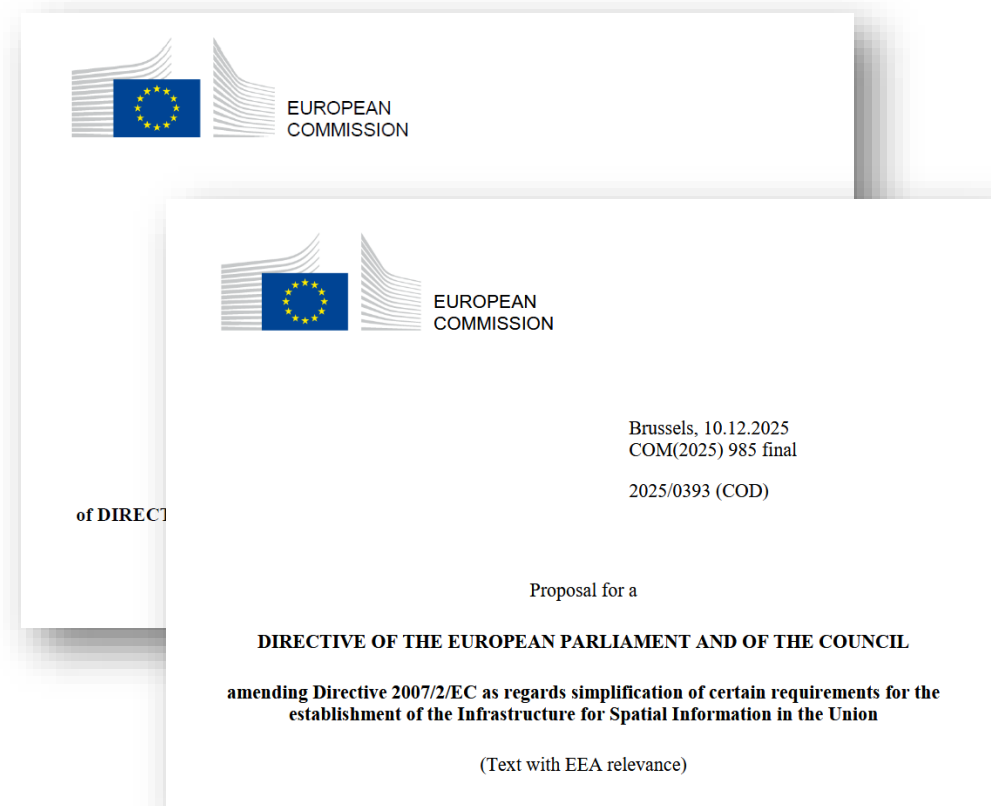 EUROPEAN
COMMISSION
of DIRECT
EUROPEAN
COMMISSION
Brussels, 10.12.2025
COM(2025) 985 final
2025/0393 (COD)
Proposal for a
DIRECTIVE OF THE EUROPEAN PARLIAMENT AND OF THE COUNCIL
amending Directive 2007/2/EC as regards simplification of certain requirements for the
establishment of the Infrastructure for Spatial Information in the Union
(Text with EEA relevance)